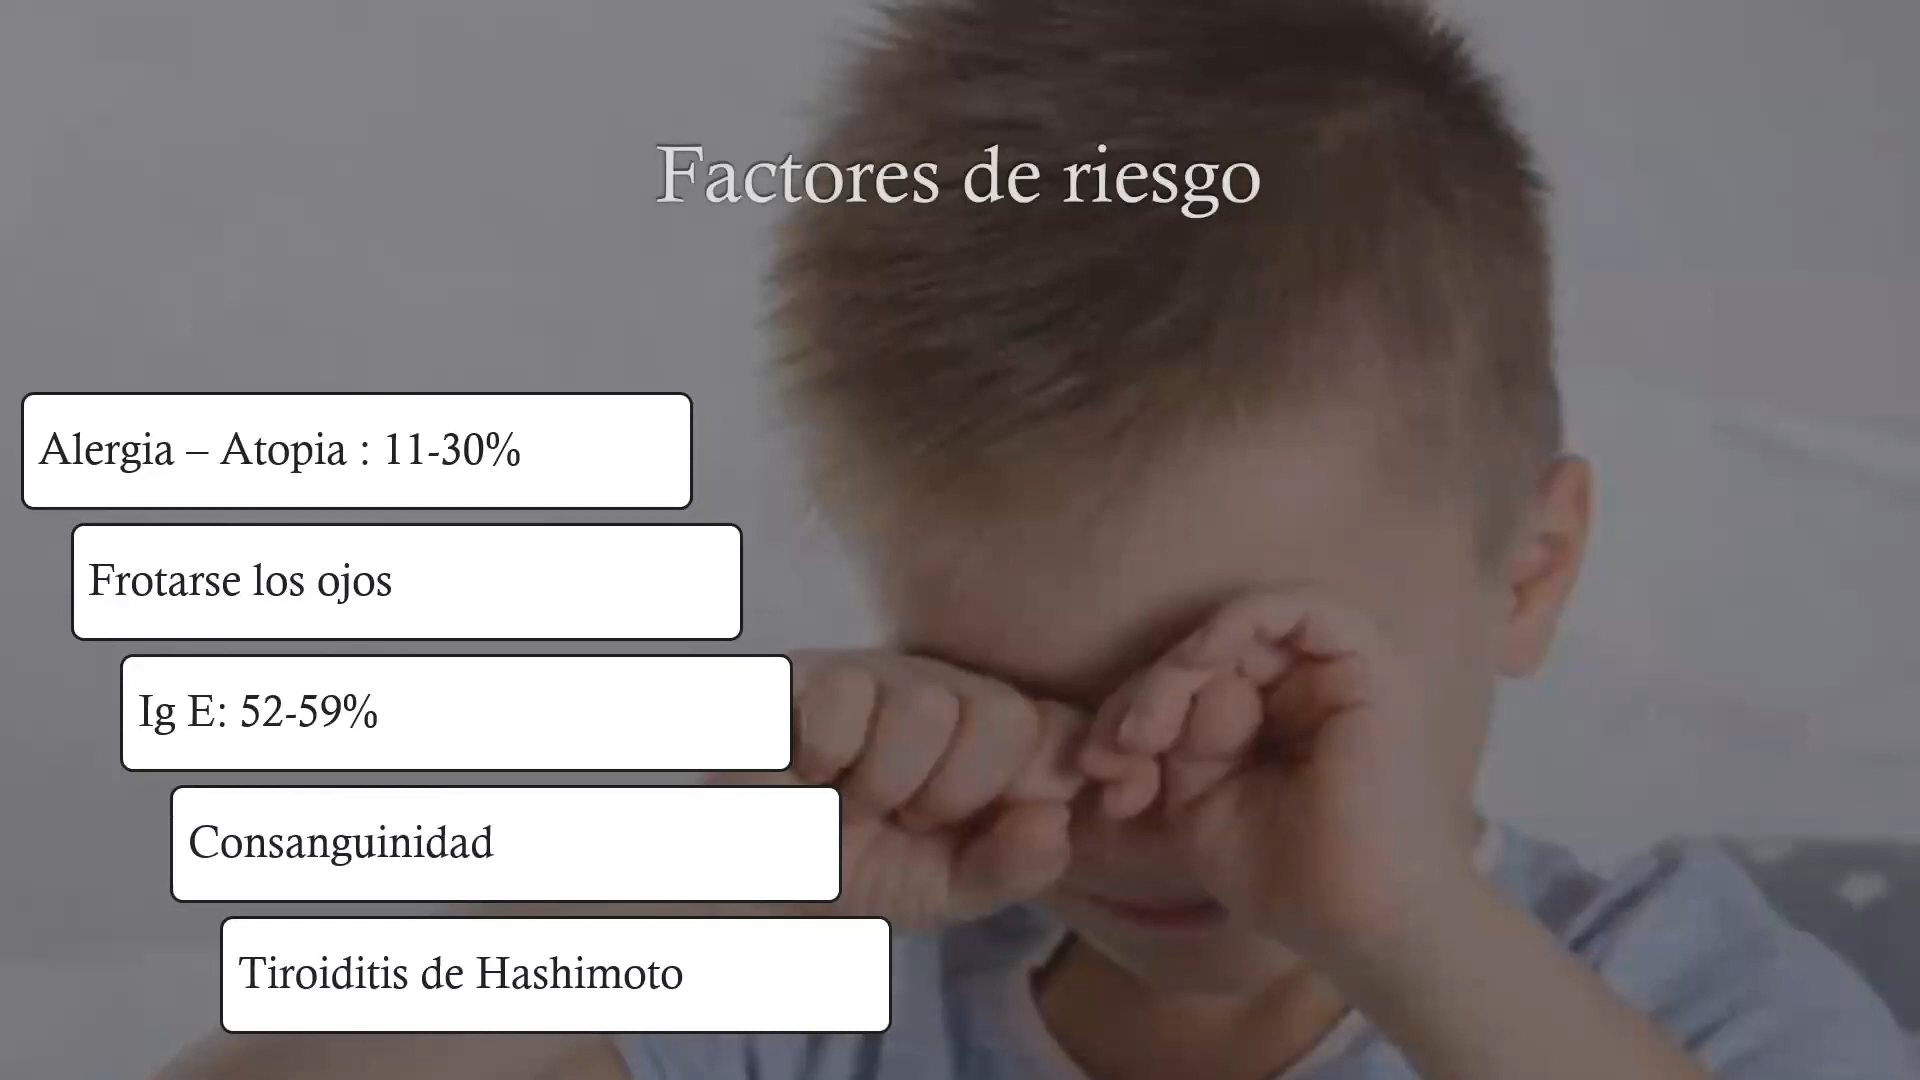 Factores de riesgo
Alergia – Atopia : 11-30%
Frotarse los ojos
Ig E: 52-59%
Consanguinidad
Tiroiditis de Hashimoto